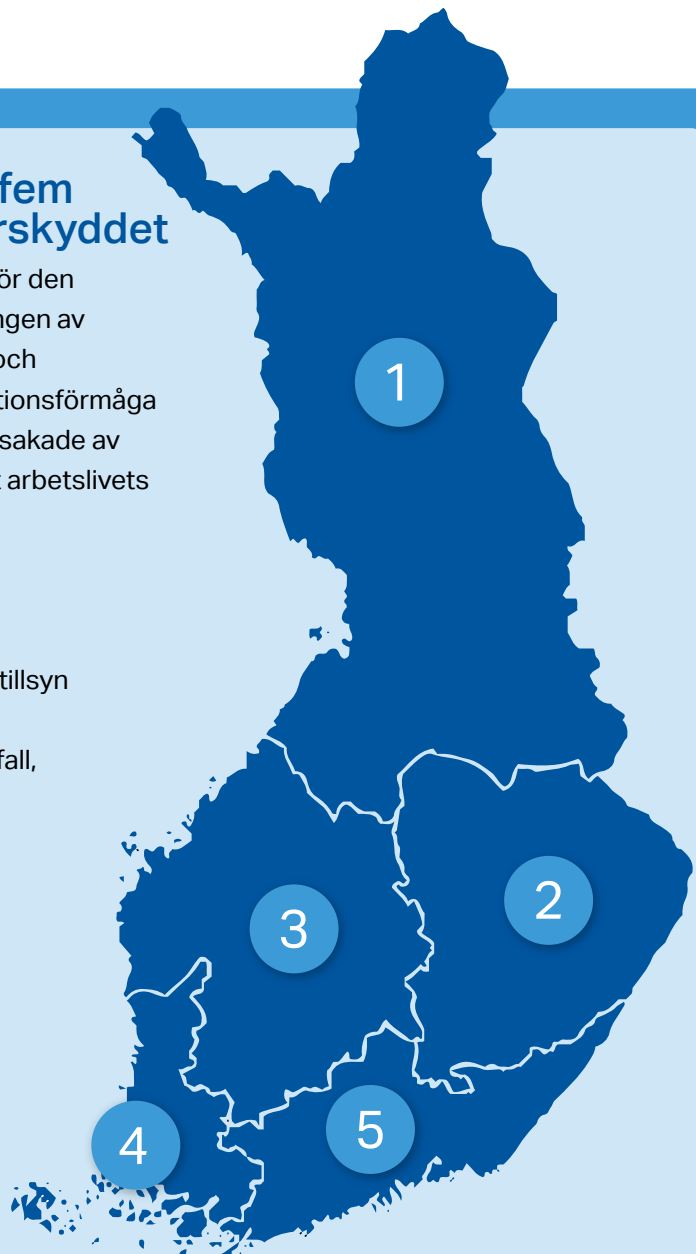 fem
rskyddet
ör den
ngen av
och
tionsförmåga
sakade av
t arbetslivets
tillsyn
fall,
1
2
3
4
5